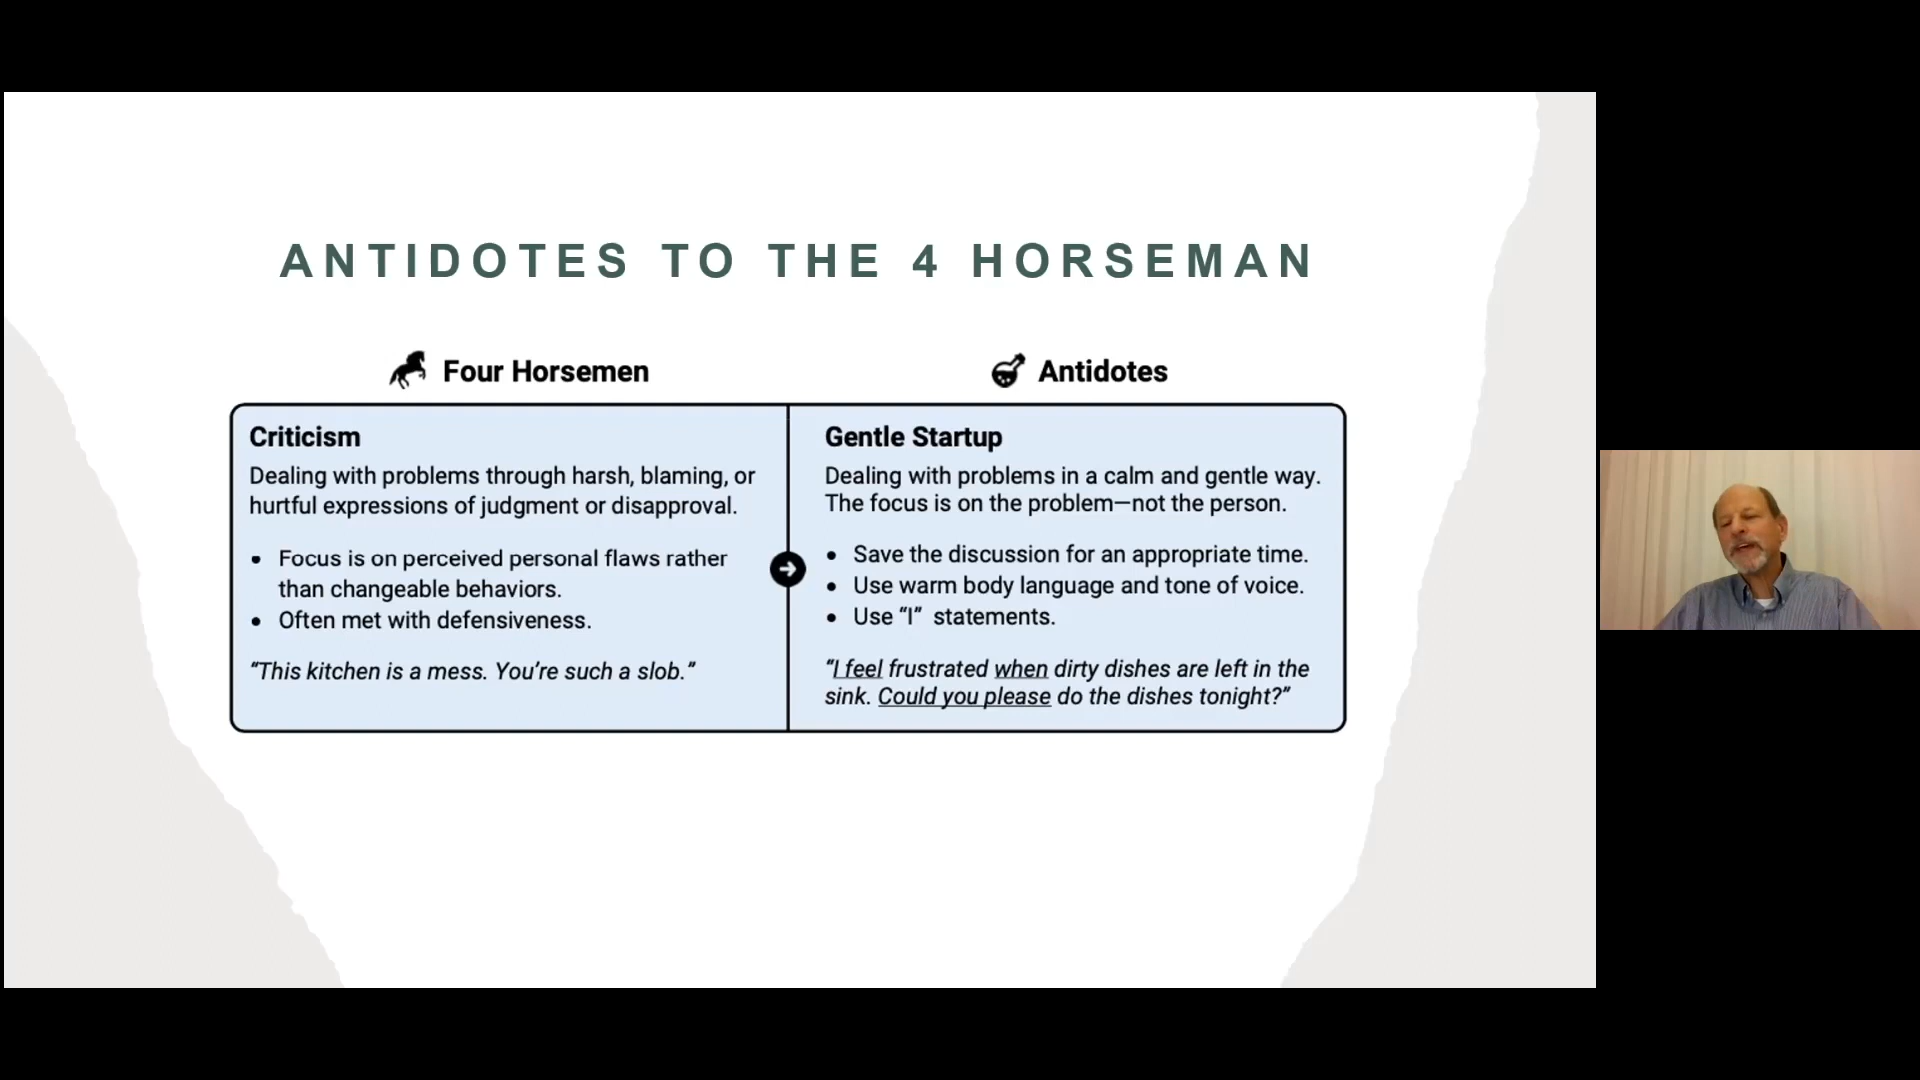 ANTIDOTES TO THE 4 HORSEMAN
Four Horsemen
Antidotes
Criticism
Dealing with problems through harsh, blaming, or
hurtful expressions of judgment or disapproval.
• Focus is on perceived personal flaws rather
than changeable behaviors.
• Often met with defensiveness.
“This kitchen is a mess. You’re such a slob.”
Gentle Startup
Dealing with problems in a calm and gentle way.
The focus is on the problem—not the person.
• Save the discussion for an appropriate time.
• Use warm body language and tone of voice.
• Use “I” statements.
“I feel frustrated when dirty dishes are left in the
sink. Could you please do the dishes tonight?”